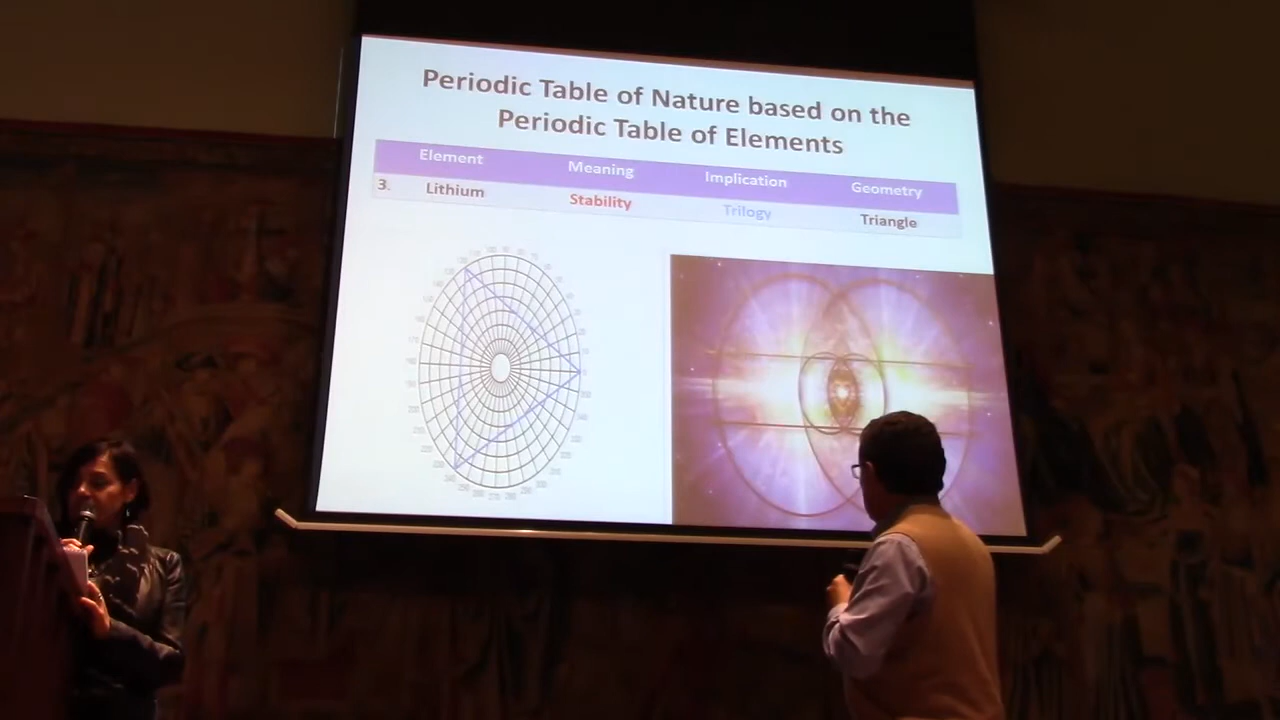 Periodic Table of Nature based on the
Periodic Table of Elements
Element Meaning Implication Geometry
3. Lithium Stability Trilogy Triangle